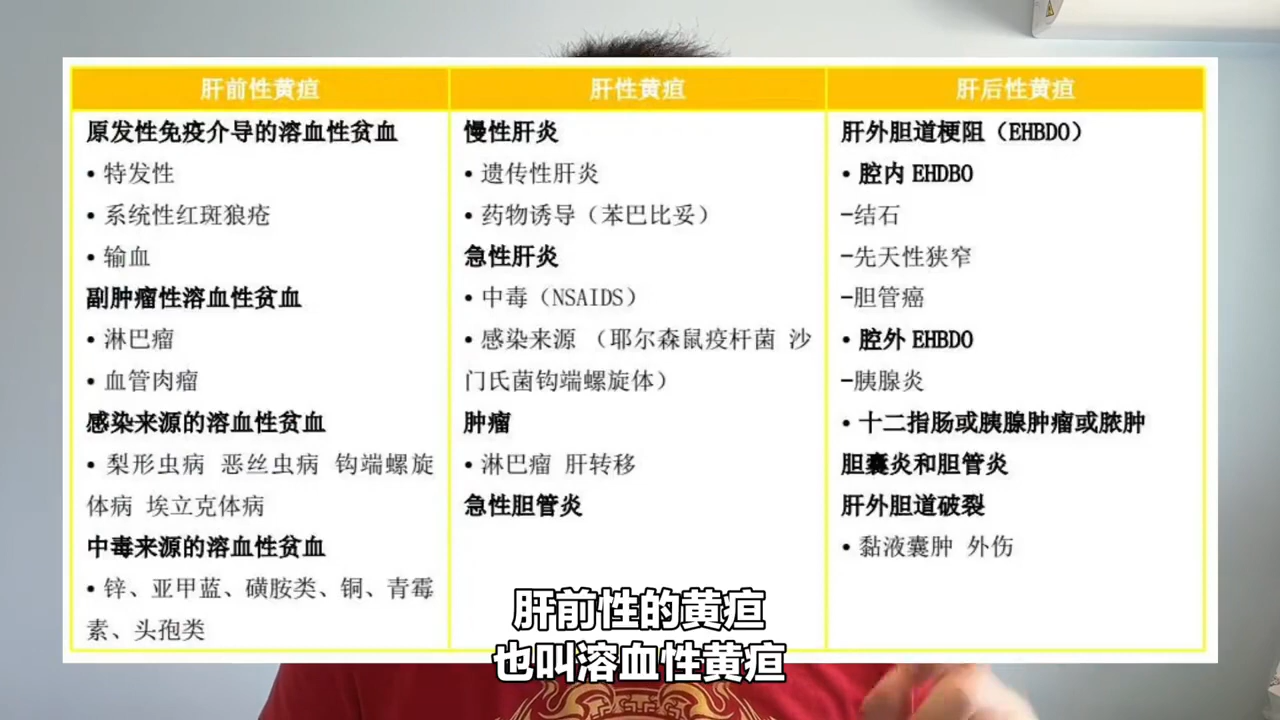 肝前性黄疸
原发性免疫介导的溶血性贫血
• 特发性
• 系统性红斑狼疮
• 输血
副肿瘤性溶血性贫血
• 淋巴瘤
• 血管肉瘤
感染来源的溶血性贫血
• 梨形虫病 恶丝虫病 钩端螺旋
体病 埃立克体病
中毒来源的溶血性贫血
• 锌、亚甲蓝、磺胺类、铜、青霉
素、头孢类
肝性黄疸
慢性肝炎
• 遗传性肝炎
• 药物诱导（苯巴比妥）
急性肝炎
• 中毒（NSAIDS）
• 感染来源 （耶尔森鼠疫杆菌 沙
门氏菌钩端螺旋体）
肿瘤
• 淋巴瘤 肝转移
急性胆管炎
肝后性黄疸
肝外胆道梗阻（EHBDO）
• 腔内 EHDBO
-结石
-先天性狭窄
-胆管癌
• 腔外 EHBDO
-胰腺炎
• 十二指肠或胰腺肿瘤或脓肿
胆囊炎和胆管炎
肝外胆道破裂
• 黏液囊肿 外伤
肝前性的黄疸
也叫溶血性黄疸